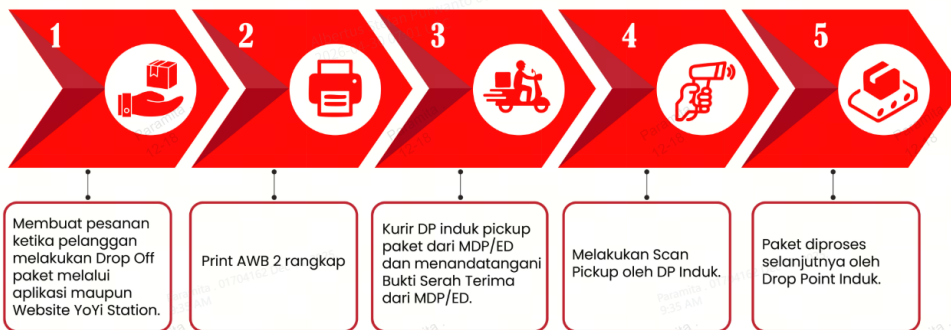 1
2
3
4
5
Membuat pesanan
ketika pelanggan
melakukan Drop Off
paket melalui
aplikasi maupun
Website YoYi Station.
Print AWB 2 rangkap
Kurir DP induk pickup
paket dari MDP/ED
dan menandatangani
Bukti Serah Terima
dari MDP/ED.
Melakukan Scan
Pickup oleh DP Induk.
Paket diproses
selanjutnya oleh
Drop Point Induk.